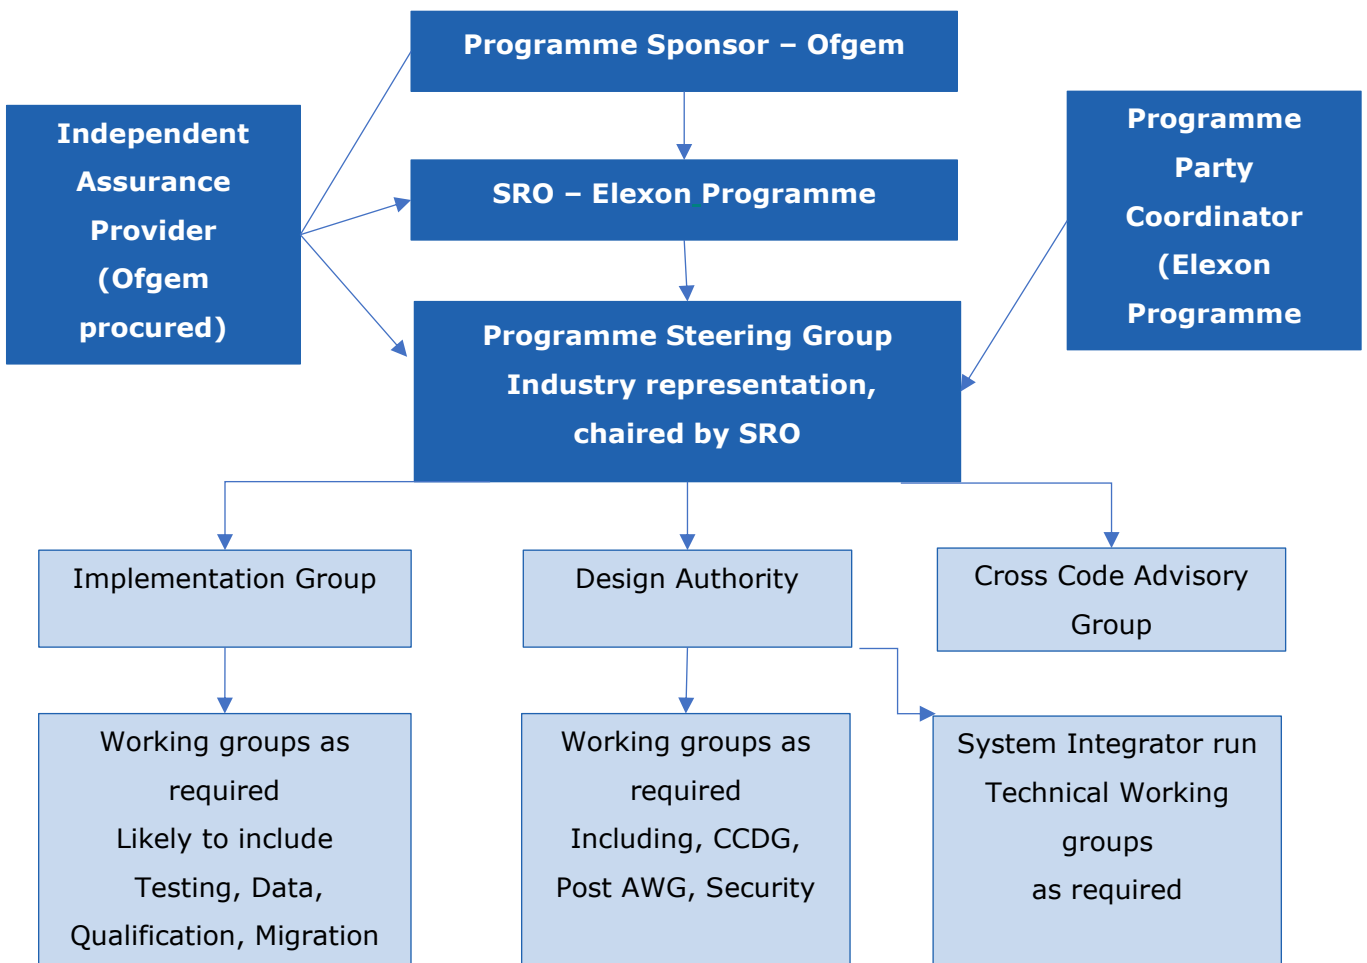 Programme Sponsor – Ofgem
Independent
Assurance
Provider
(Ofgem
procured)
SRO – Elexon Programme
Programme
Party
Coordinator
(Elexon
Programme
Programme Steering Group
Industry representation,
chaired by SRO
Implementation Group
Design Authority
Cross Code Advisory
Group
Working groups as
required
Likely to include
Testing, Data,
Qualification, Migration
Working groups as
required
Including, CCDG,
Post AWG, Security
System Integrator run
Technical Working
groups
as required